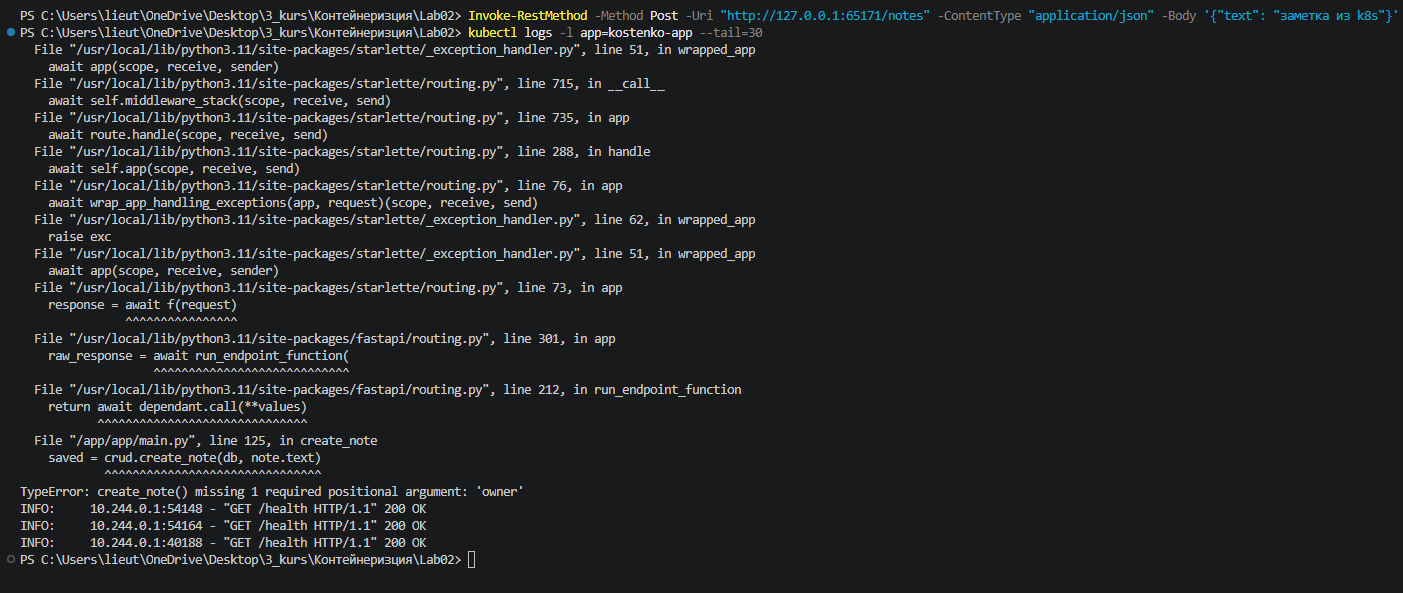 PS C:\Users\lieut\OneDrive\Desktop\3_kurs\Контейнеризция\Lab02> Invoke-RestMethod -Method Post -Uri "http://127.0.0.1:65171/notes" -ContentType "application/json" -Body '{"text": "заметка из k8s"}'
PS C:\Users\lieut\OneDrive\Desktop\3_kurs\Контейнеризция\Lab02> kubectl logs -l app=kostenko-app --tail=30
  File "/usr/local/lib/python3.11/site-packages/starlette/_exception_handler.py", line 51, in wrapped_app
    await app(scope, receive, sender)
  File "/usr/local/lib/python3.11/site-packages/starlette/routing.py", line 715, in __call__
    await self.middleware_stack(scope, receive, send)
  File "/usr/local/lib/python3.11/site-packages/starlette/routing.py", line 735, in app
    await route.handle(scope, receive, send)
  File "/usr/local/lib/python3.11/site-packages/starlette/routing.py", line 288, in handle
    await self.app(scope, receive, send)
  File "/usr/local/lib/python3.11/site-packages/starlette/routing.py", line 76, in app
    await wrap_app_handling_exceptions(app, request)(scope, receive, send)
  File "/usr/local/lib/python3.11/site-packages/starlette/_exception_handler.py", line 62, in wrapped_app
    raise exc
  File "/usr/local/lib/python3.11/site-packages/starlette/_exception_handler.py", line 51, in wrapped_app
    await app(scope, receive, sender)
  File "/usr/local/lib/python3.11/site-packages/starlette/routing.py", line 73, in app
    response = await f(request)
               ^^^^^^^^^^^^^^^^
  File "/usr/local/lib/python3.11/site-packages/fastapi/routing.py", line 301, in app
    raw_response = await run_endpoint_function(
                   ^^^^^^^^^^^^^^^^^^^^^^^^^^^^
  File "/usr/local/lib/python3.11/site-packages/fastapi/routing.py", line 212, in run_endpoint_function
    return await dependant.call(**values)
           ^^^^^^^^^^^^^^^^^^^^^^^^^^^^^^
  File "/app/app/main.py", line 125, in create_note
    saved = crud.create_note(db, note.text)
            ^^^^^^^^^^^^^^^^^^^^^^^^^^^^^^^
TypeError: create_note() missing 1 required positional argument: 'owner'
INFO:     10.244.0.1:54148 - "GET /health HTTP/1.1" 200 OK
INFO:     10.244.0.1:54164 - "GET /health HTTP/1.1" 200 OK
INFO:     10.244.0.1:40188 - "GET /health HTTP/1.1" 200 OK
PS C:\Users\lieut\OneDrive\Desktop\3_kurs\Контейнеризция\Lab02>